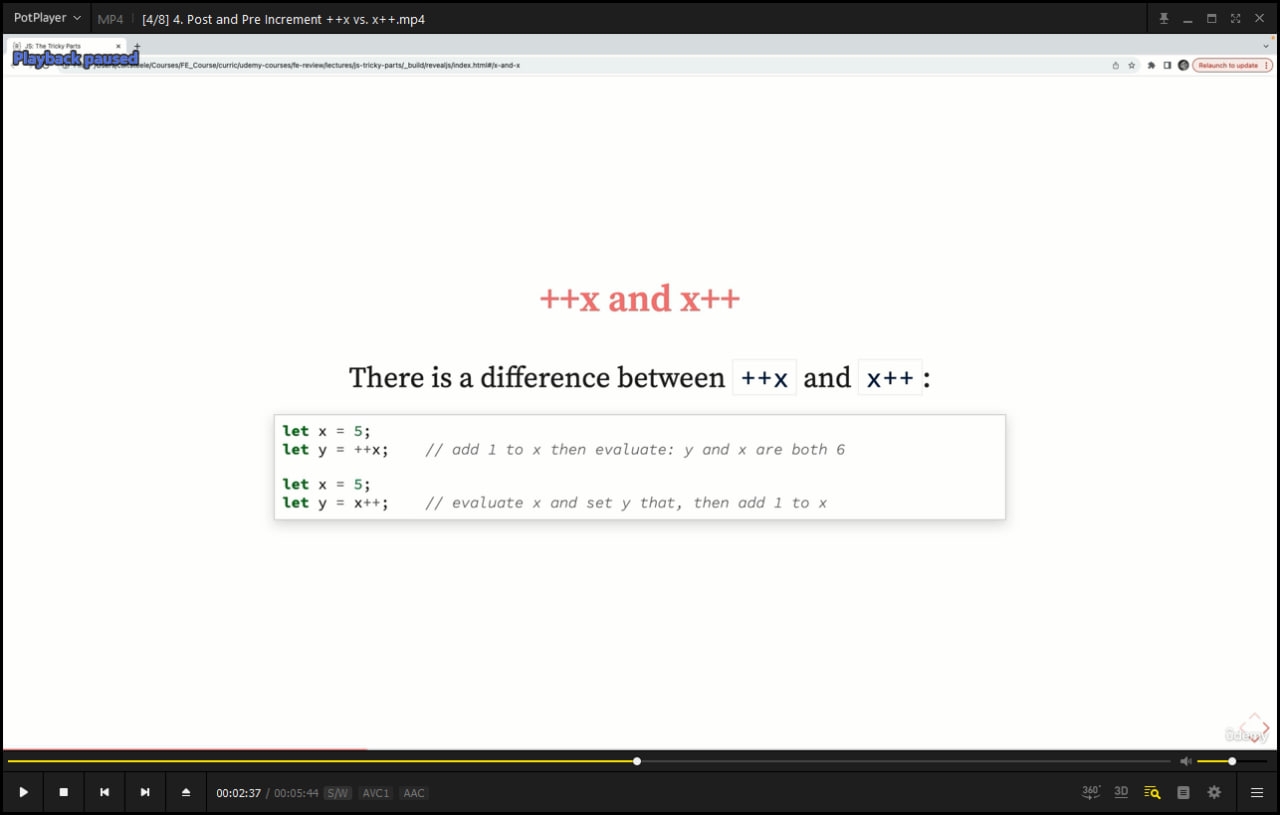 PotPlayer MP4 [4/8] 4. Post and Pre Increment ++x vs. x++.mp4
JS: The Tricky Parts
Playback paused
/Courses/FE_Course/curric/udemy-courses/fe-review/lectures/js-tricky-parts/_build/revealjs/index.html#/x-and-x
Relaunch to update
++x and x++
There is a difference between ++x and x++ :
let x = 5;
let y = ++x; // add 1 to x then evaluate: y and x are both 6
let x = 5;
let y = x++; // evaluate x and set y that, then add 1 to x
ûdemy
00:02:37 / 00:05:44 S/W AVC1 AAC
360° 3D